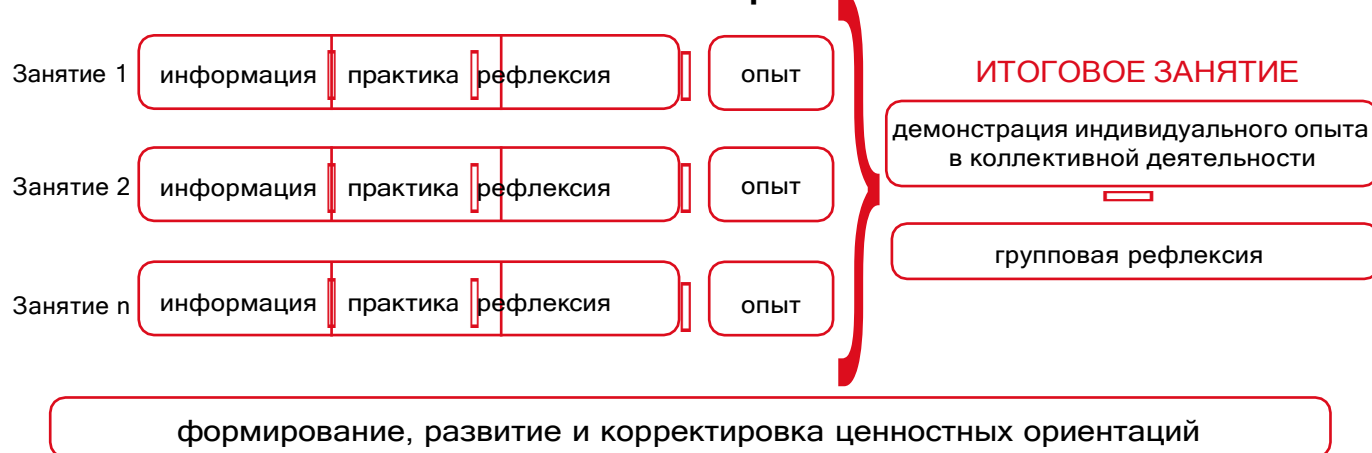 Занятие 1 информация практика рефлексия опыт
Занятие 2 информация практика рефлексия опыт
Занятие n информация практика рефлексия опыт
ИТОГОВОЕ ЗАНЯТИЕ
демонстрация индивидуального опыта
в коллективной деятельности
групповая рефлексия
формирование, развитие и корректировка ценностных ориентаций